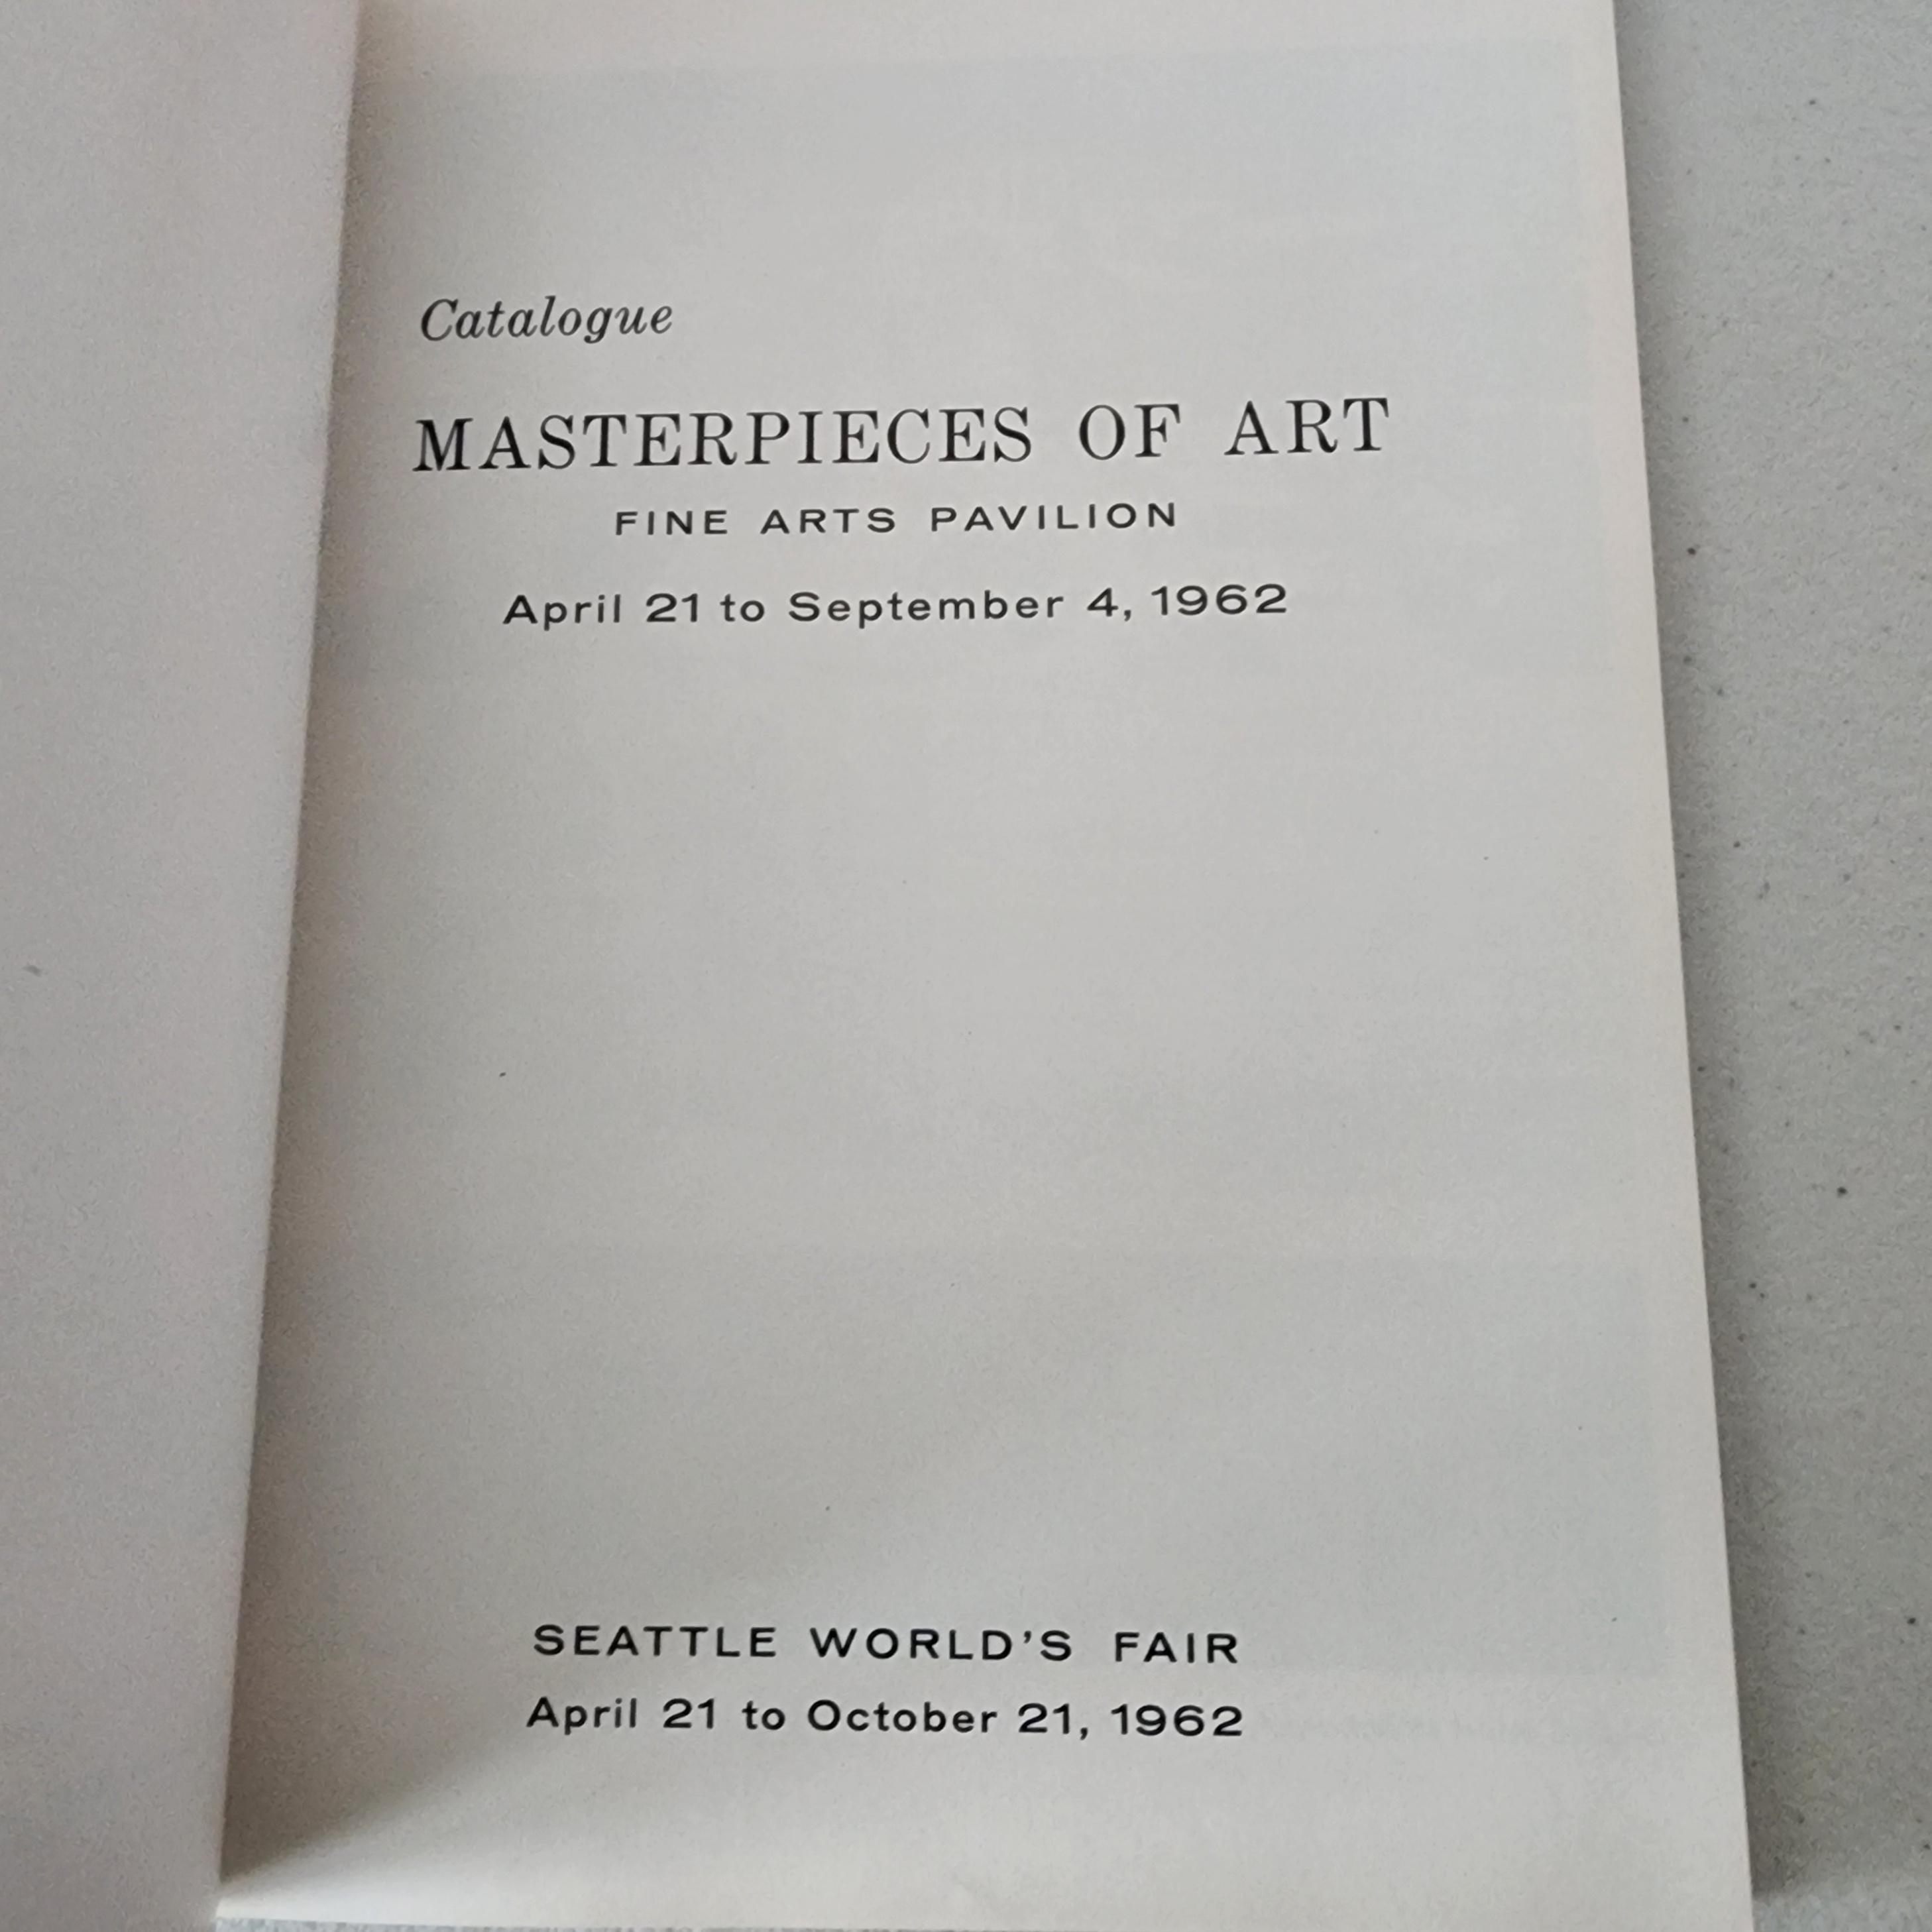 Catalogue
MASTERPIECES OF ART
FINE ARTS PAVILION
April 21 to September 4, 1962
SEATTLE WORLD'S FAIR
April 21 to October 21, 1962